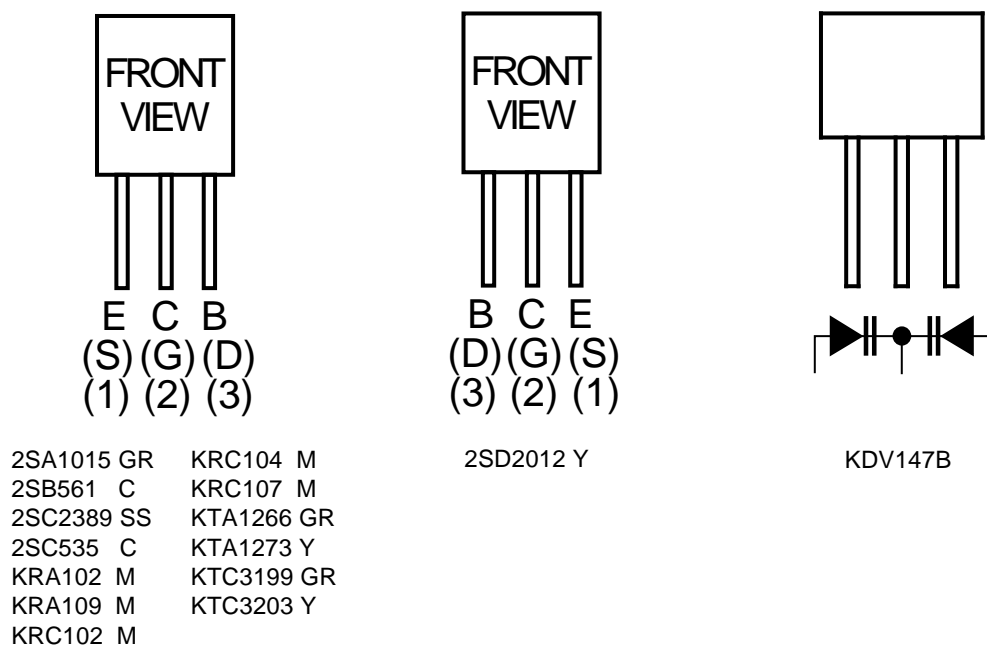 FRONT
VIEW
E C B
(S) (G) (D)
(1) (2) (3)
2SA1015 GR
2SB561 C
2SC2389 SS
2SC535 C
KRA102 M
KRA109 M
KRC102 M
KRC104 M
KRC107 M
KTA1266 GR
KTA1273 Y
KTC3199 GR
KTC3203 Y
FRONT
VIEW
B C E
(D) (G) (S)
(3) (2) (1)
2SD2012 Y
KDV147B